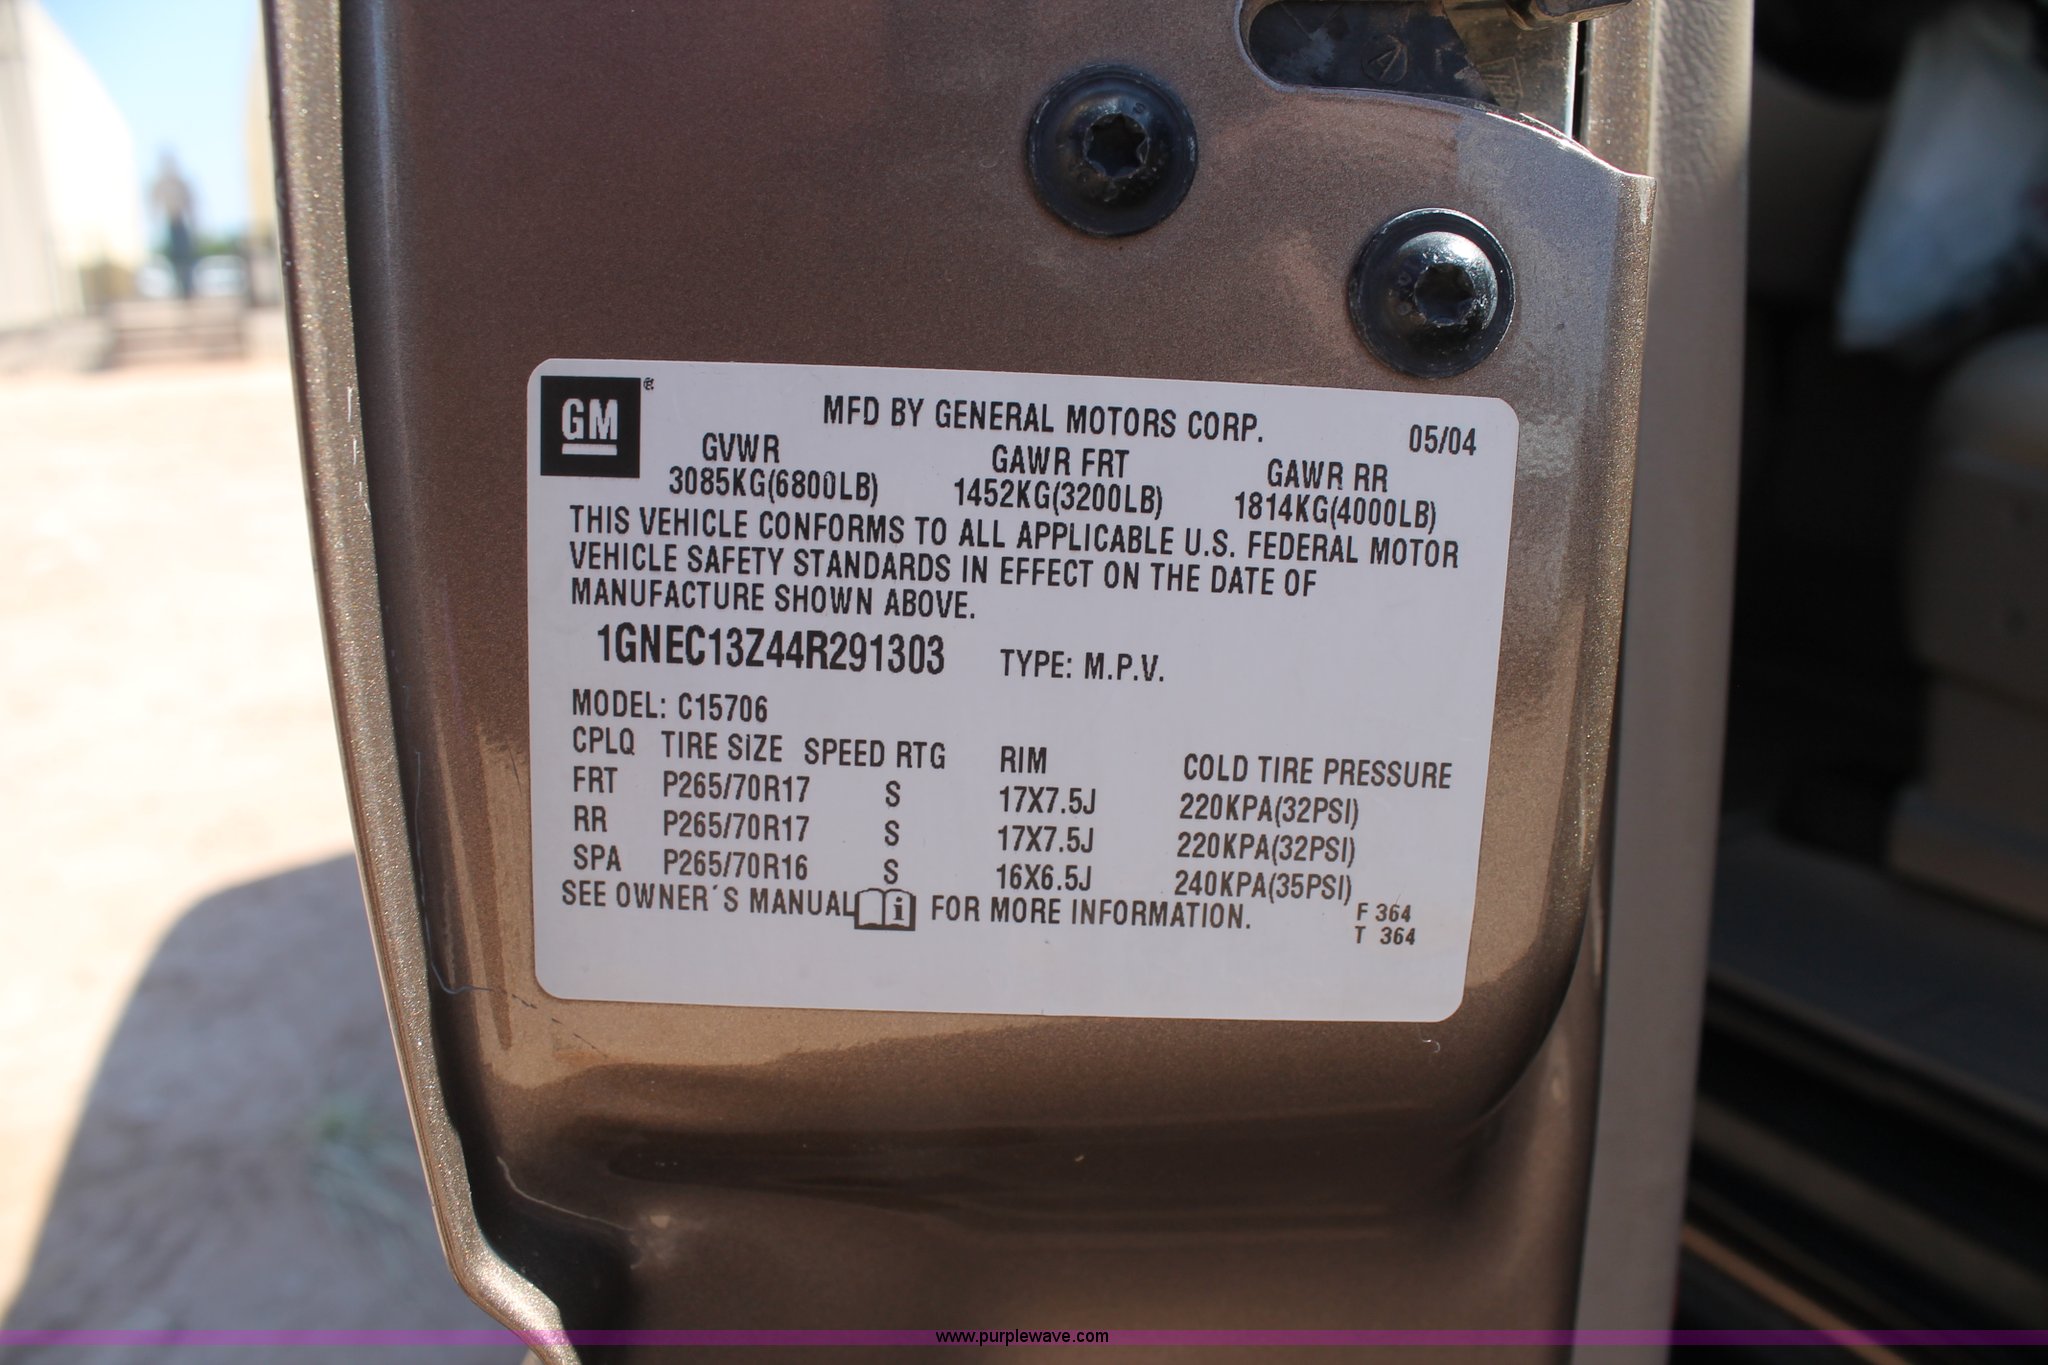 GM®
MFD BY GENERAL MOTORS CORP.
05/04
GVWR GAWR FRT GAWR RR
3085KG(6800LB) 1452KG(3200LB) 1814KG(4000LB)
THIS VEHICLE CONFORMS TO ALL APPLICABLE U.S. FEDERAL MOTOR
VEHICLE SAFETY STANDARDS IN EFFECT ON THE DATE OF
MANUFACTURE SHOWN ABOVE.
1GNEC13Z44R291303 TYPE: M.P.V.
MODEL: C15706
CPLQ TIRE SIZE SPEED RTG RIM COLD TIRE PRESSURE
FRT P265/70R17 S 17X7.5J 220KPA(32PSI)
RR P265/70R17 S 17X7.5J 220KPA(32PSI)
SPA P265/70R16 S 16X6.5J 240KPA(35PSI)
SEE OWNER´S MANUAL i FOR MORE INFORMATION.
F 364
T 364
www.purplewave.com